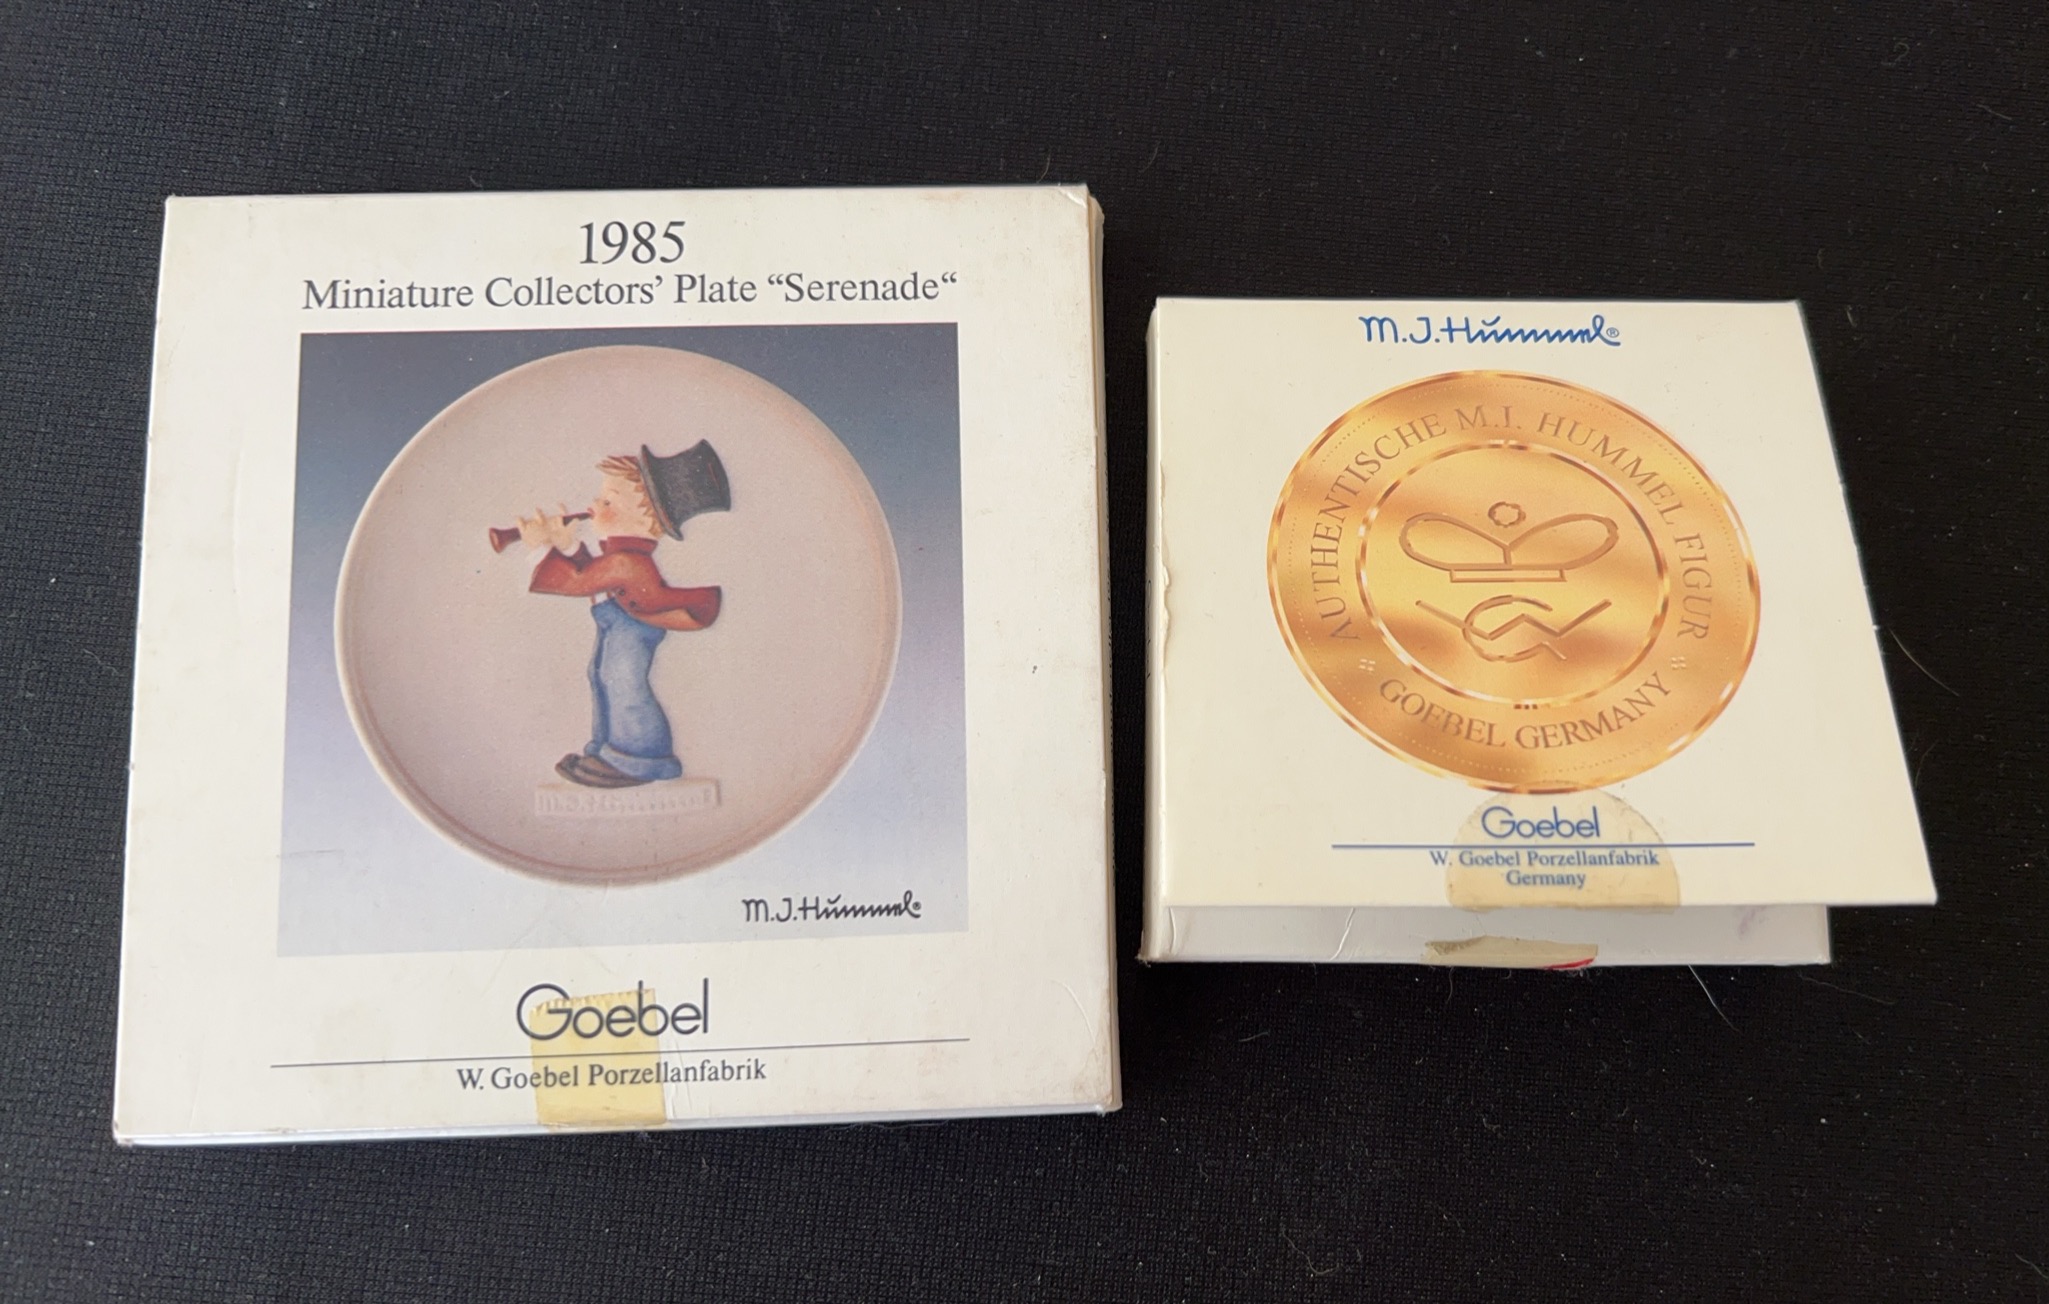 1985
Miniature Collectors’ Plate “Serenade“
M.J.Hummel
M.J.Hummel®
Goebel
W. Goebel Porzellanfabrik
M.J.Hummel®
AUTHENTISCHE M.I. HUMMEL FIGUR
GOEBEL GERMANY
Goebel
W. Goebel Porzellanfabrik
Germany